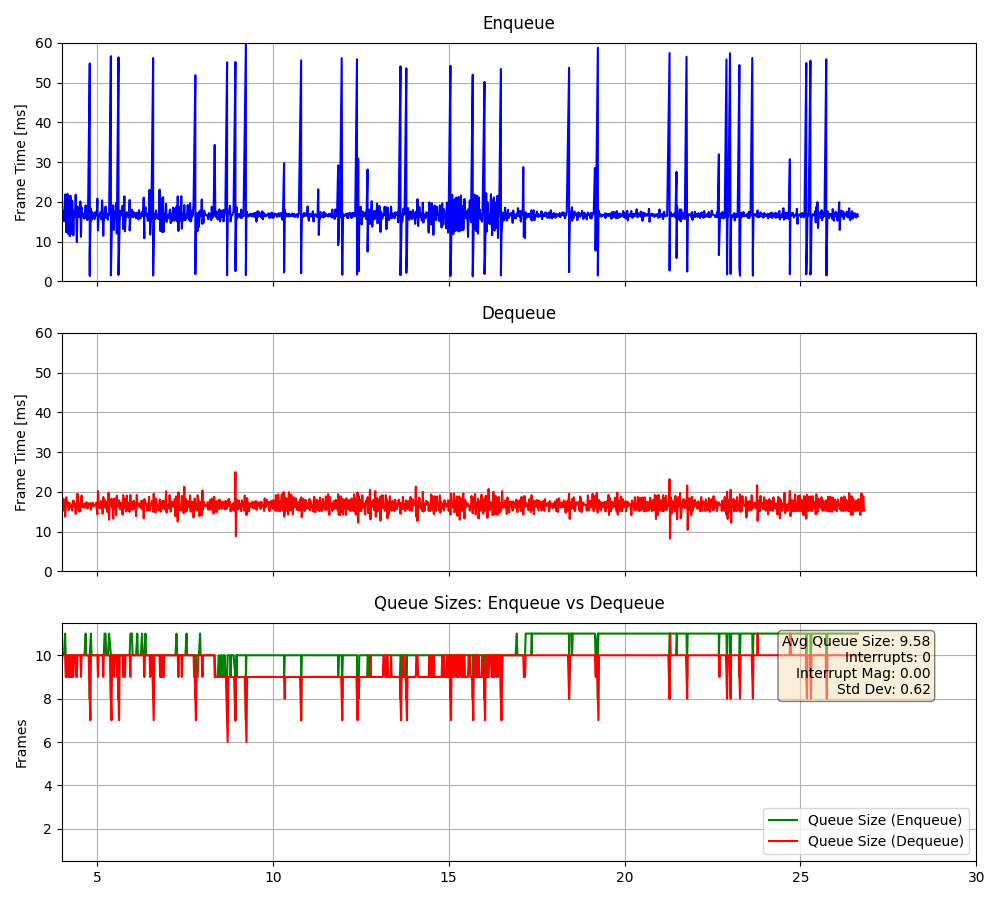 Enqueue
Frame Time [ms]
60
50
40
30
20
10
0
Dequeue
Frame Time [ms]
60
50
40
30
20
10
0
Queue Sizes: Enqueue vs Dequeue
Frames
10
8
6
4
2
Avg Queue Size: 9.58
Interrupts: 0
Interrupt Mag: 0.00
Std Dev: 0.62
Queue Size (Enqueue)
Queue Size (Dequeue)
5 10 15 20 25 30